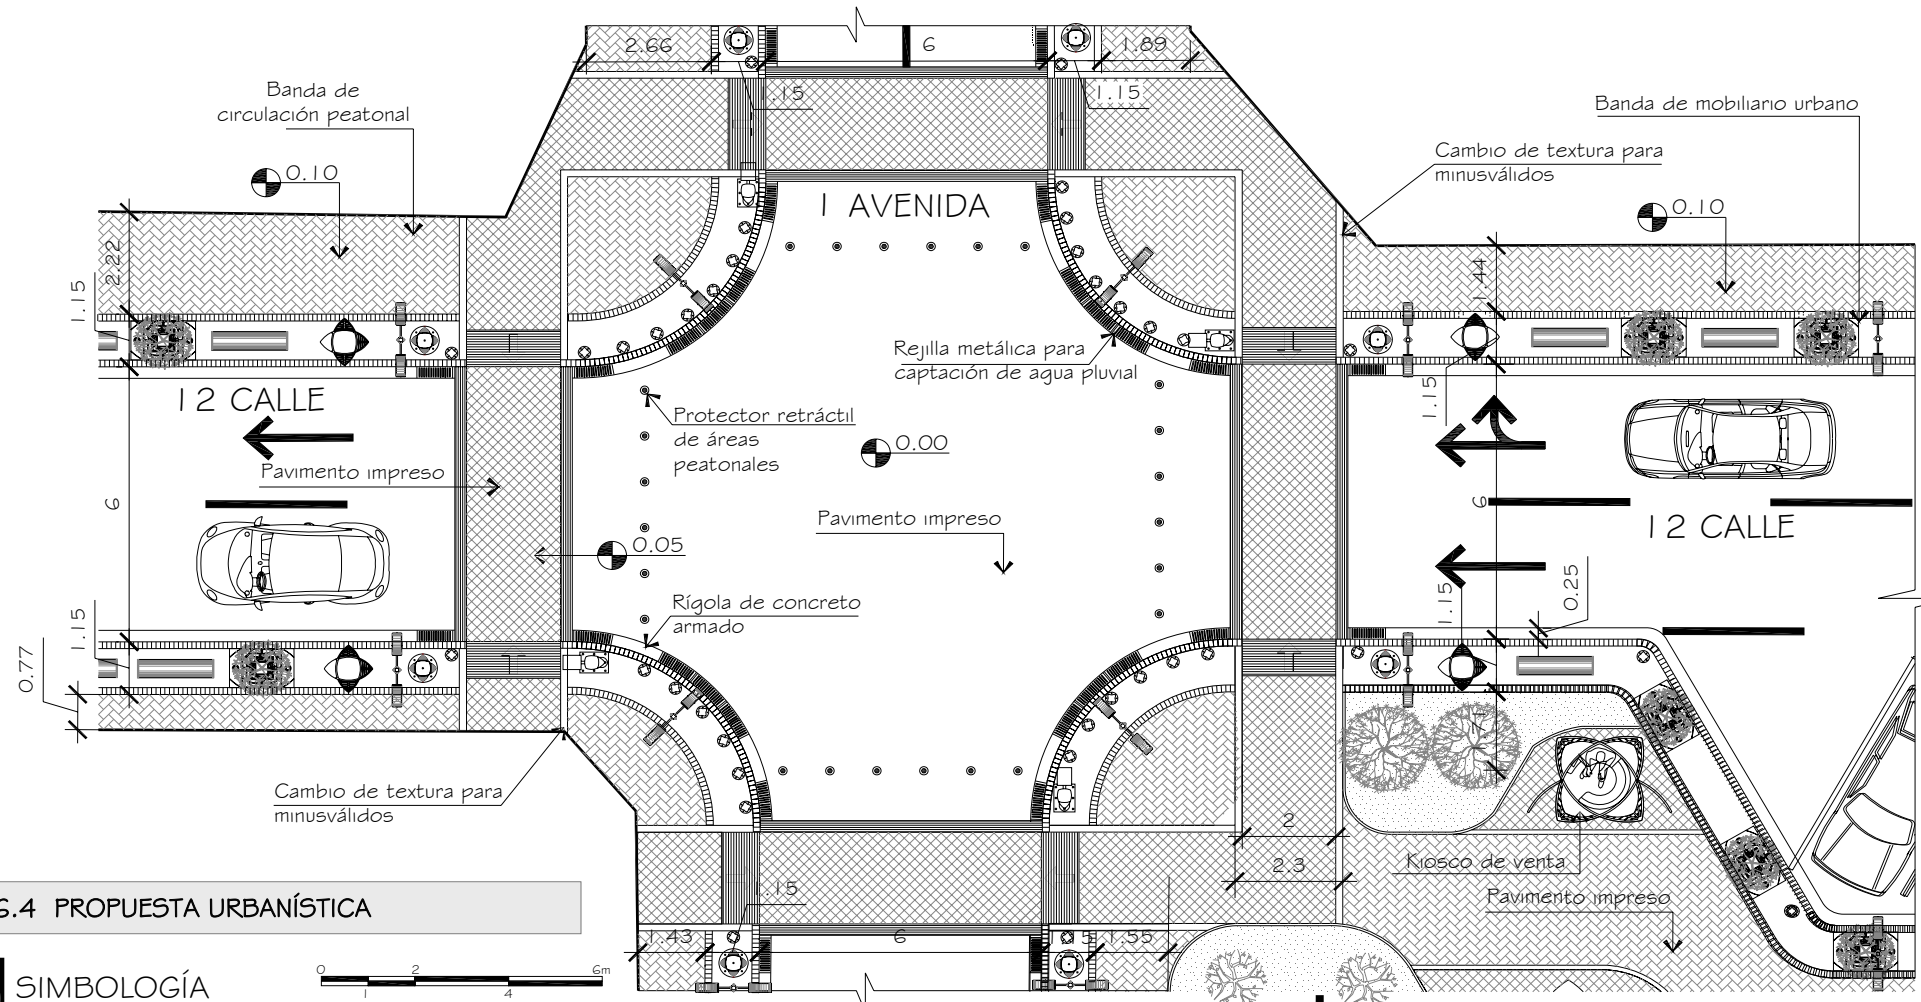 2.66
6
1.89
1.15
1.15
Banda de
circulación peatonal
0.10
Banda de mobiliario urbano
Cambio de textura para
minusválidos
0.10
1 AVENIDA
2.22
1.15
1.44
12 CALLE
Rejilla metálica para
captación de agua pluvial
1.15
Protector retráctil
de áreas
peatonales
0.00
Pavimento impreso
6
6
Pavimento impreso
12 CALLE
0.05
Rígola de concreto
armado
1.15
0.25
1.15
0.77
Cambio de textura para
minusválidos
2
2.3
Kiosco de venta
Pavimento impreso
.15
1.43
6
5
1.55
6.4 PROPUESTA URBANÍSTICA
SIMBOLOGÍA
0 2 6m
1 4